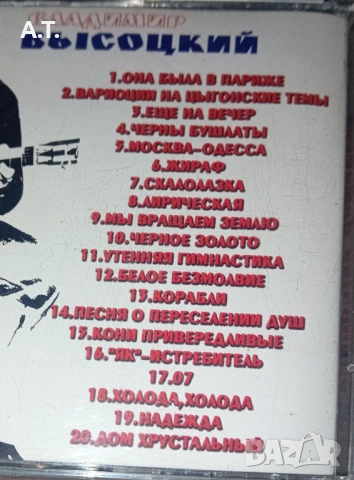 А.Т.
ВЛАДИМИР
ВЫСОЦКИЙ
1.ОНА БЫЛА В ПАРИЖЕ
2.ВАРИОЦИИ НА ЦЫГОНСКИЕ ТЕМЫ
3.ЕЩЕ НА ВЕЧЕР
4.ЧЕРНЫ БУШЛАТЫ
5.МОСКВА-ОДЕССА
6.ЖИРАФ
7.СКАЛОЛАЗКА
8.ЛИРИЧЕСКАЯ
9.МЫ ВРАЩАЕМ ЗЕМЛЮ
10.ЧЕРНОЕ ЗОЛОТО
11.УТЕННЯЯ ГИМНАСТИКА
12.БЕЛОЕ БЕЗМОЛВИЕ
13.КОРАБЛИ
14.ПЕСНЯ О ПЕРЕСЕЛЕНИИ ДУШ
15.КОНИ ПРИВЕРЕДЛИВЫЕ
16."ЯК"-ИСТРЕБИТЕЛЬ
17.07
18.ХОЛОДА,ХОЛОДА
19.НАДЕЖДА
20.ДОМ ХРУСТАЛЬНЫЙ
BAZAR